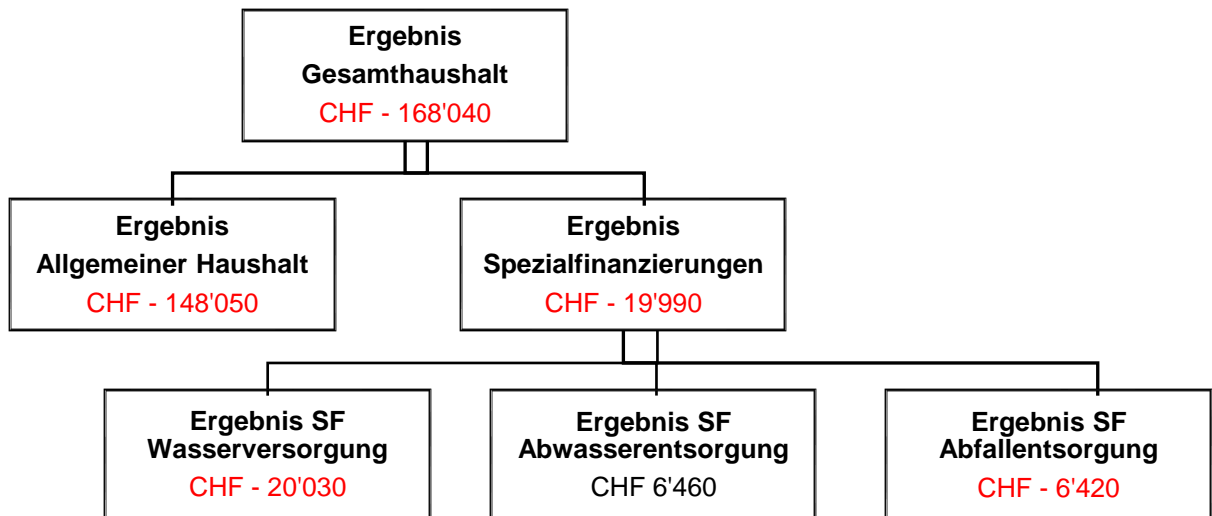 Ergebnis
Gesamthaushalt
CHF - 168'040
Ergebnis
Allgemeiner Haushalt
CHF - 148'050
Ergebnis
Spezialfinanzierungen
CHF - 19'990
Ergebnis SF
Wasserversorgung
CHF - 20'030
Ergebnis SF
Abwasserentsorgung
CHF 6'460
Ergebnis SF
Abfallentsorgung
CHF - 6'420